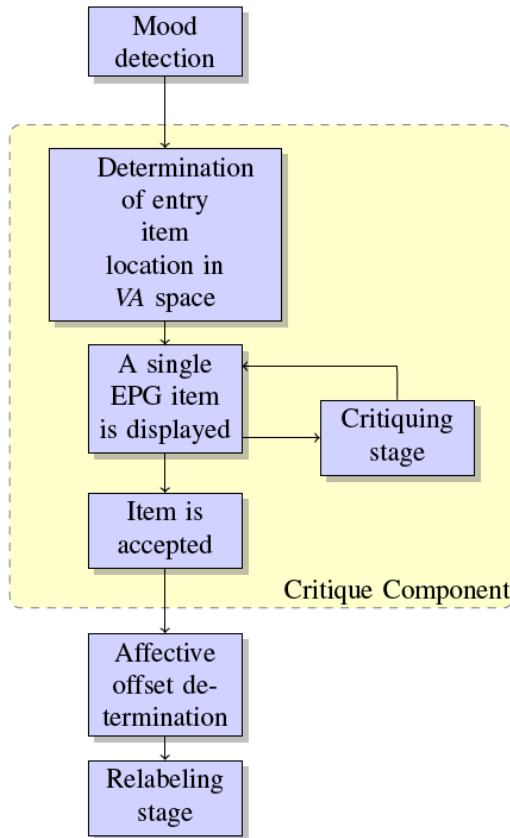 Mood
detection
Determination
of entry
item
location in
VA space
A single
EPG item
is displayed
Critiquing
stage
Item is
accepted
Critique Component
Affective
offset de-
termination
Relabeling
stage